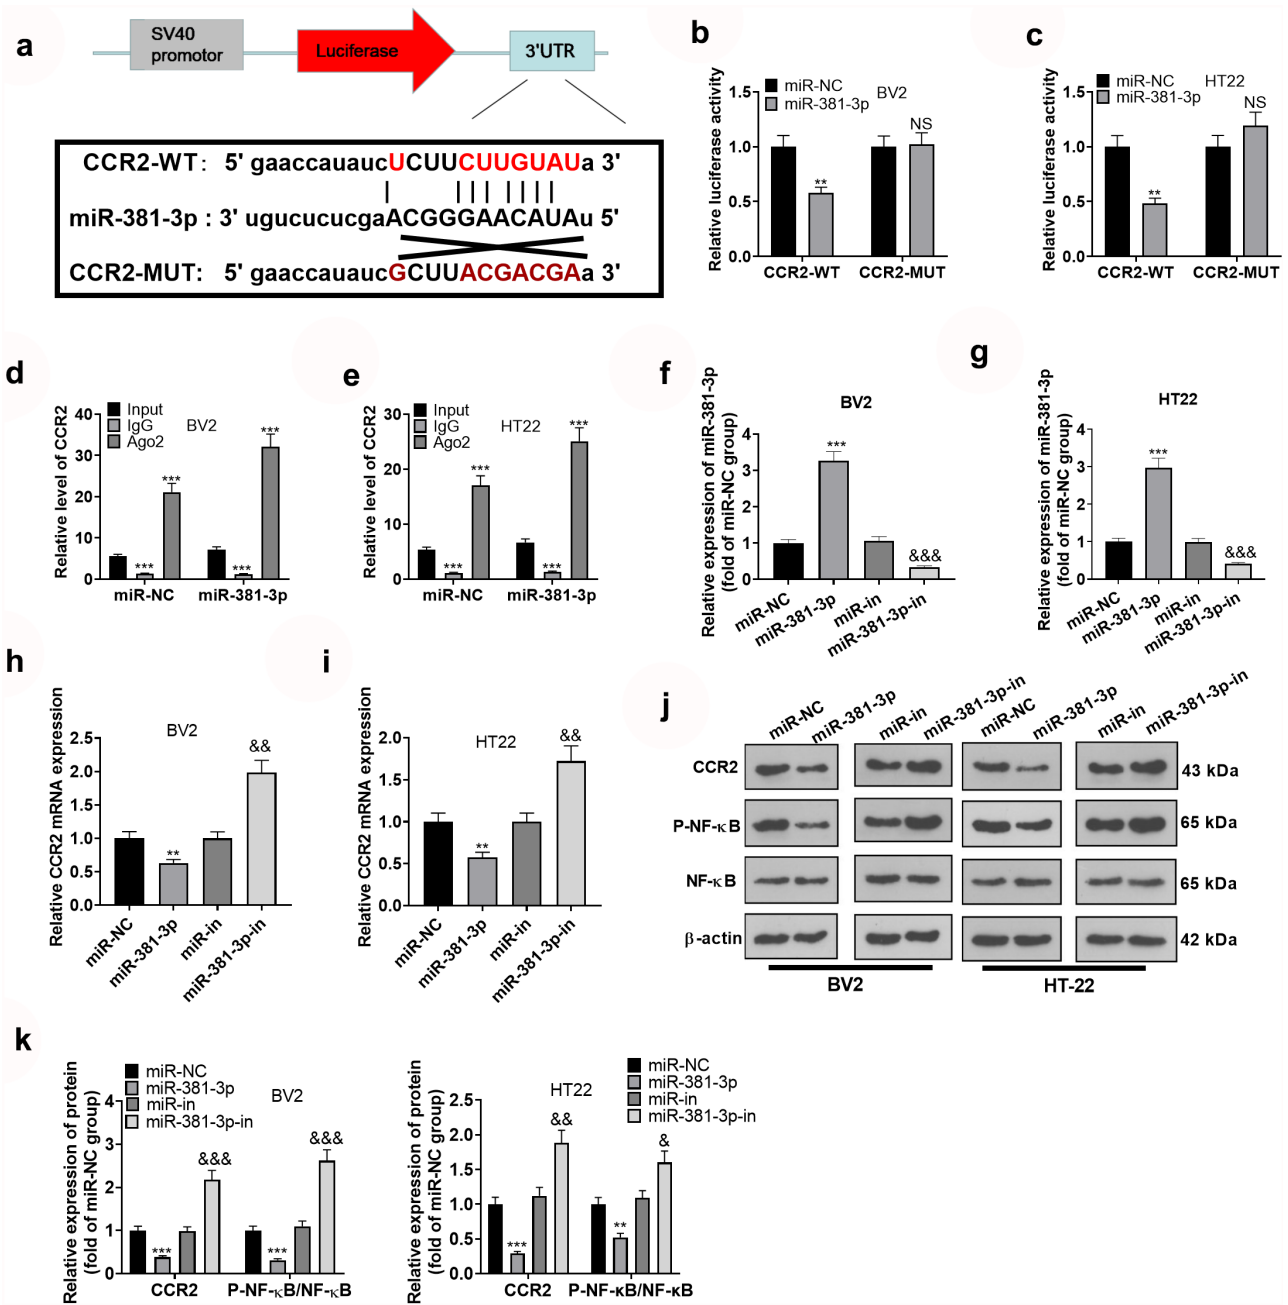 a
SV40
promotor
Luciferase
3'UTR
CCR2-WT: 5' gaaccauaucUCUUCUUGUAUa 3'
miR-381-3p : 3' ugucucucgaACGGGAACAUAu 5'
CCR2-MUT: 5' gaaccauaucGCUUACGACGAa 3'
b
Relative luciferase activity
miR-NC
miR-381-3p
BV2
1.5
1.0
0.5
0.0
**
NS
CCR2-WT
CCR2-MUT
c
Relative luciferase activity
miR-NC
miR-381-3p
HT22
1.5
1.0
0.5
0.0
**
NS
CCR2-WT
CCR2-MUT
d
Relative level of CCR2
Input
IgG
Ago2
BV2
40
30
20
10
0
***
***
***
***
miR-NC
miR-381-3p
e
Relative level of CCR2
Input
IgG
Ago2
HT22
30
20
10
0
***
***
***
***
miR-NC
miR-381-3p
f
Relative expression of miR-381-3p
(fold of miR-NC group)
BV2
4
3
2
1
0
***
&&&
miR-NC
miR-381-3p
miR-in
miR-381-3p-in
g
Relative expression of miR-381-3p
(fold of miR-NC group)
HT22
4
3
2
1
0
***
&&&
miR-NC
miR-381-3p
miR-in
miR-381-3p-in
h
Relative CCR2 mRNA expression
BV2
2.5
2.0
1.5
1.0
0.5
0.0
**
&&
miR-NC
miR-381-3p
miR-in
miR-381-3p-in
i
Relative CCR2 mRNA expression
HT22
2.0
1.5
1.0
0.5
0.0
**
&&
miR-NC
miR-381-3p
miR-in
miR-381-3p-in
j
miR-NC
miR-381-3p
miR-in
miR-381-3p-in
miR-NC
miR-381-3p
miR-in
miR-381-3p-in
CCR2
43 kDa
P-NF-κB
65 kDa
NF-κB
65 kDa
β-actin
42 kDa
BV2
HT-22
k
Relative expression of protein
(fold of miR-NC group)
miR-NC
miR-381-3p
miR-in
miR-381-3p-in
BV2
4
3
2
1
0
***
&&&
***
&&&
CCR2
P-NF-κB/NF-κB
Relative expression of protein
(fold of miR-NC group)
HT22
miR-NC
miR-381-3p
miR-in
miR-381-3p-in
2.5
2.0
1.5
1.0
0.5
0.0
***
&&
**
&
CCR2
P-NF-κB/NF-κB